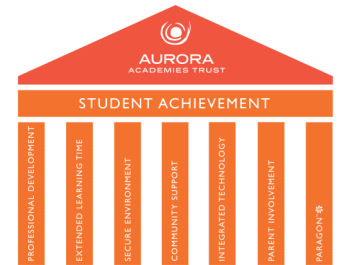 AURORA
ACADEMIES TRUST
STUDENT ACHIEVEMENT
PROFESSIONAL DEVELOPMENT
EXTENDED LEARNING TIME
SECURE ENVIRONMENT
COMMUNITY SUPPORT
INTEGRATED TECHNOLOGY
PARENT INVOLVEMENT
PARAGON